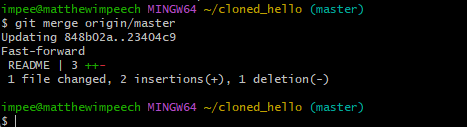 impee@matthewimpeech MINGW64 ~/cloned_hello (master)
$ git merge origin/master
Updating 848b02a..23404c9
Fast-forward
 README | 3 ++-
 1 file changed, 2 insertions(+), 1 deletion(-)

impee@matthewimpeech MINGW64 ~/cloned_hello (master)
$